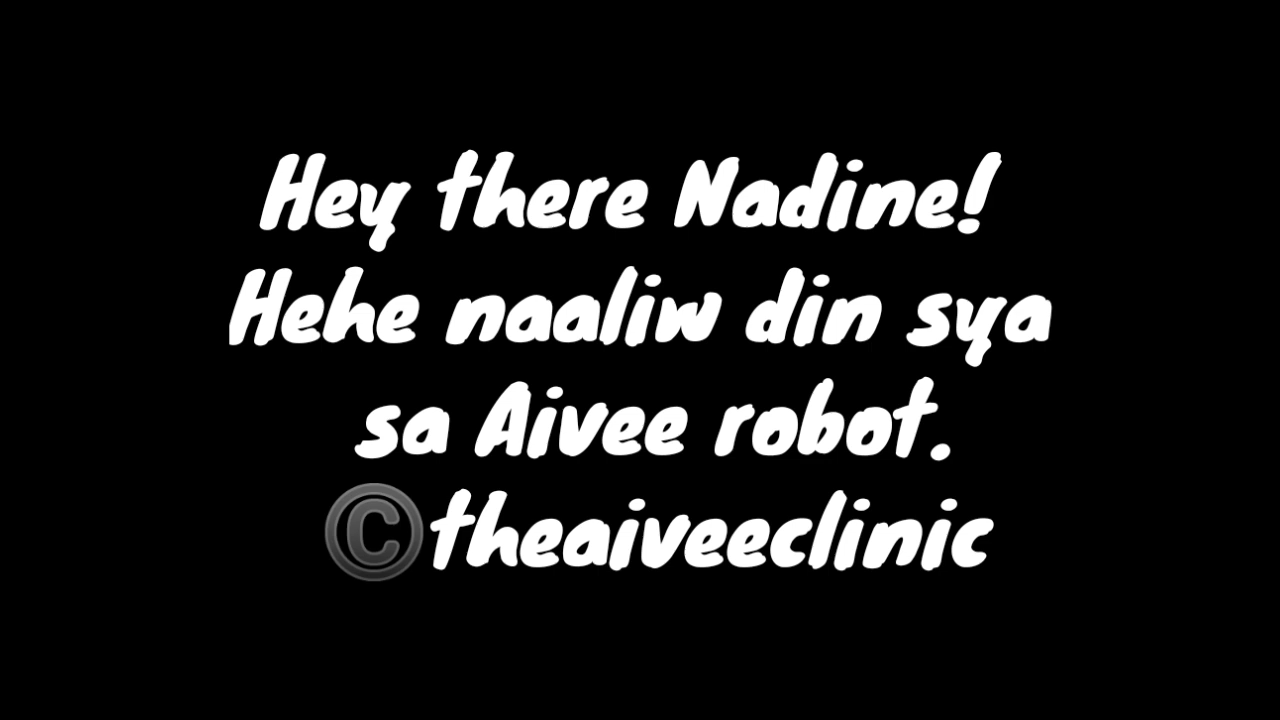 Hey there Nadine!
Hehe naaliw din sya
sa Aivee robot.
©theaiveeclinic